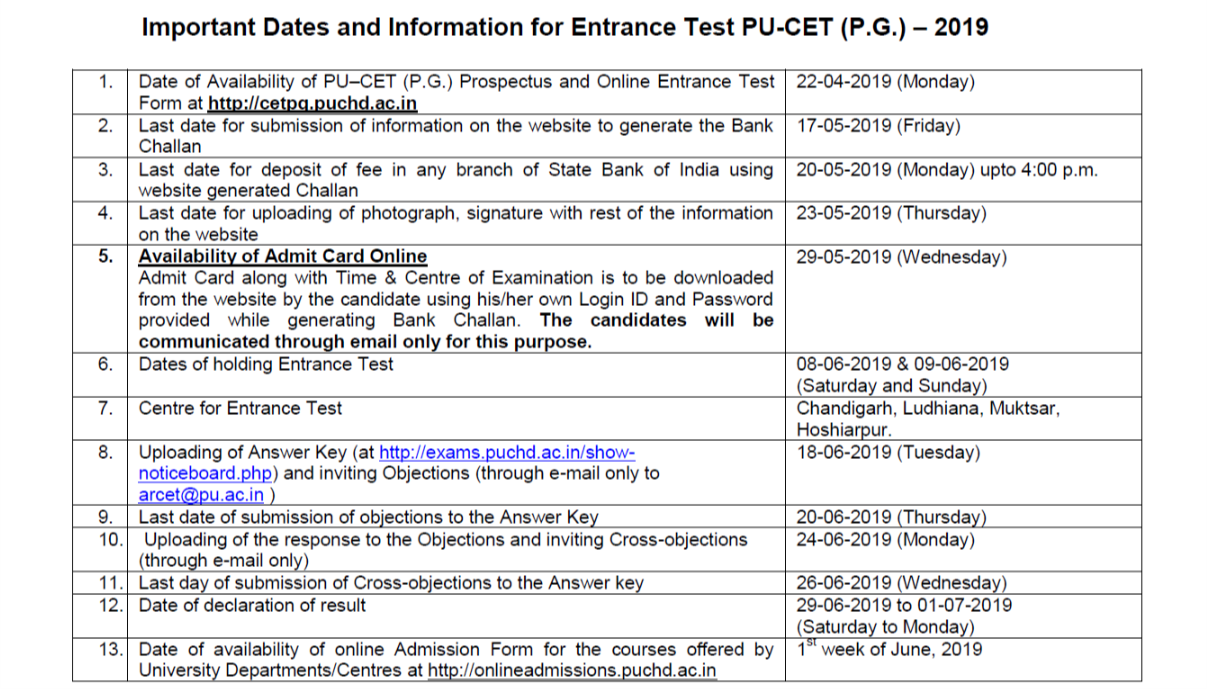 Important Dates and Information for Entrance Test PU-CET (P.G.) – 2019
1. Date of Availability of PU–CET (P.G.) Prospectus and Online Entrance Test 22-04-2019 (Monday)
Form at http://cetpg.puchd.ac.in
2. Last date for submission of information on the website to generate the Bank 17-05-2019 (Friday)
Challan
3. Last date for deposit of fee in any branch of State Bank of India using 20-05-2019 (Monday) upto 4:00 p.m.
website generated Challan
4. Last date for uploading of photograph, signature with rest of the information 23-05-2019 (Thursday)
on the website
5. Availability of Admit Card Online 29-05-2019 (Wednesday)
Admit Card along with Time & Centre of Examination is to be downloaded
from the website by the candidate using his/her own Login ID and Password
provided while generating Bank Challan. The candidates will be
communicated through email only for this purpose.
6. Dates of holding Entrance Test 08-06-2019 & 09-06-2019
(Saturday and Sunday)
7. Centre for Entrance Test Chandigarh, Ludhiana, Muktsar,
Hoshiarpur.
8. Uploading of Answer Key (at http://exams.puchd.ac.in/show- 18-06-2019 (Tuesday)
noticeboard.php) and inviting Objections (through e-mail only to
arcet@pu.ac.in )
9. Last date of submission of objections to the Answer Key 20-06-2019 (Thursday)
10. Uploading of the response to the Objections and inviting Cross-objections 24-06-2019 (Monday)
(through e-mail only)
11. Last day of submission of Cross-objections to the Answer key 26-06-2019 (Wednesday)
12. Date of declaration of result 29-06-2019 to 01-07-2019
(Saturday to Monday)
13. Date of availability of online Admission Form for the courses offered by 1st week of June, 2019
University Departments/Centres at http://onlineadmissions.puchd.ac.in